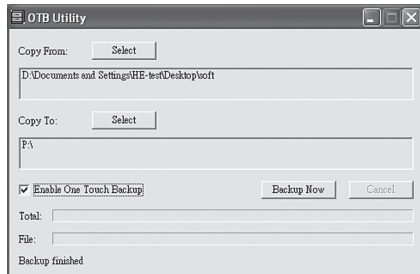 OTB Utility
Copy From: Select
D:\Documents and Settings\HE-test\Desktop\soft
Copy To: Select
P:\
Enable One Touch Backup Backup Now Cancel
Total:
File:
Backup finished